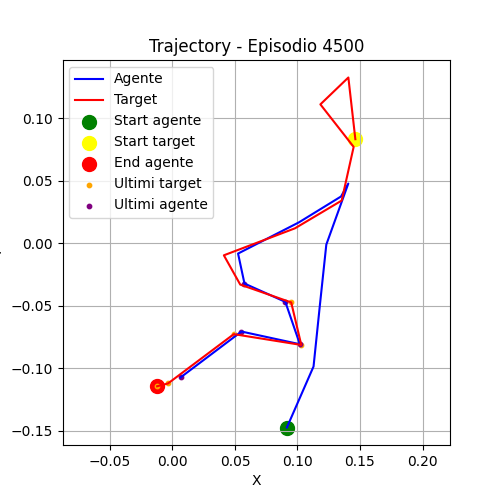 Trajectory - Episodio 4500
Agente
Target
Start agente
Start target
End agente
Ultimi target
Ultimi agente
0.10
0.05
0.00
−0.05
−0.10
−0.15
−0.05
0.00
0.05
0.10
0.15
0.20
X